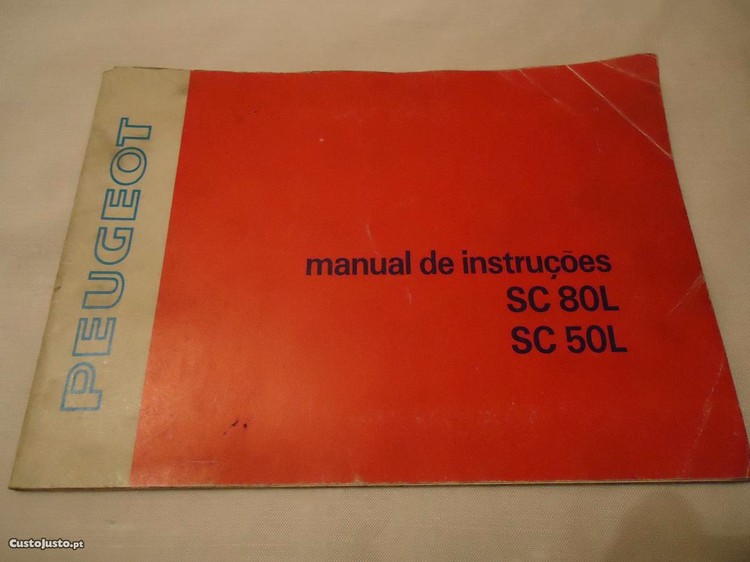 PEUGEOT
manual de instruções
SC 80L
SC 50L
CustoJusto.pt